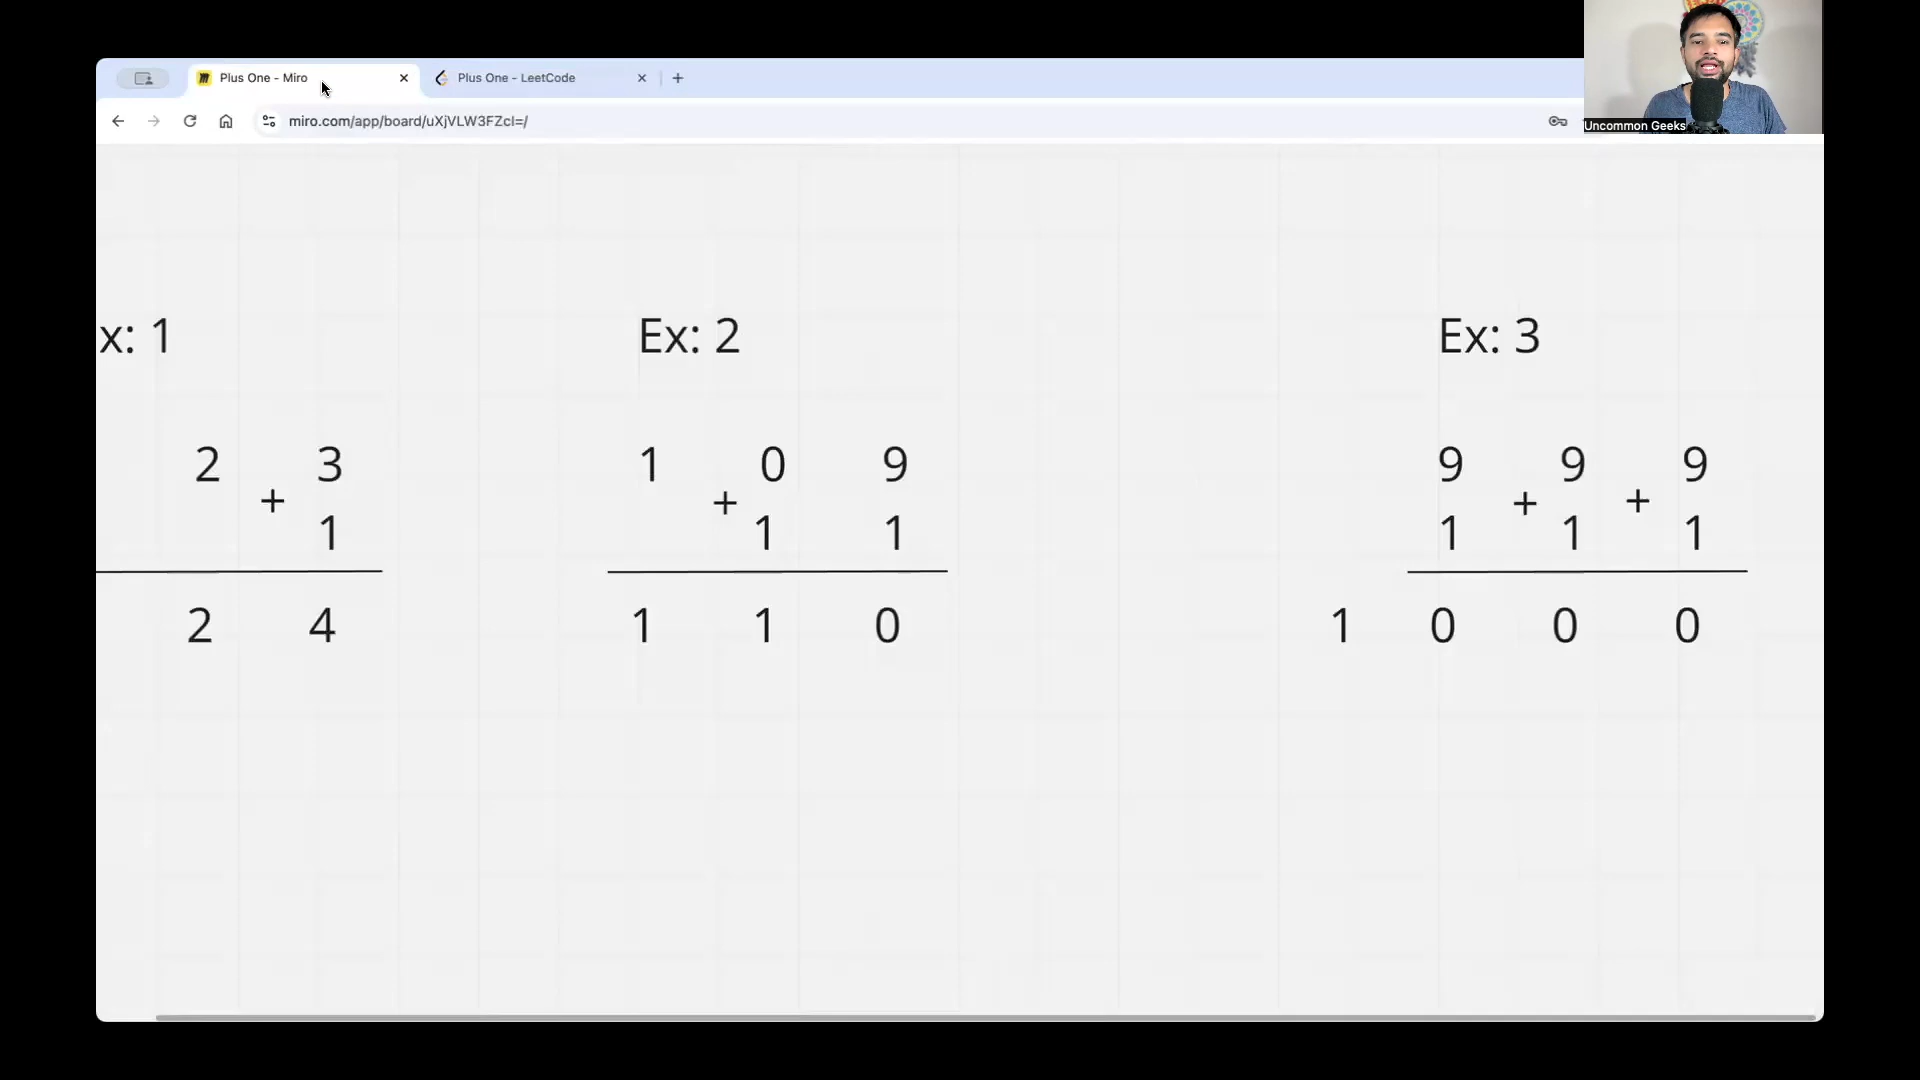 Plus One - Miro
Plus One - LeetCode
miro.com/app/board/uXjVLW3FZcI=/
Uncommon Geeks
x: 1
Ex: 2
Ex: 3
2 + 3
1
2 4
1 0 9
+ 1 1
1 1 0
9 9 9
+ +
1 1 1
1 0 0 0